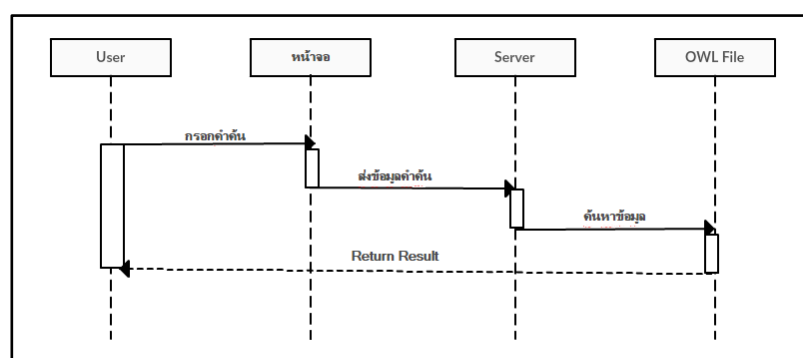 User
หน้าจอ
Server
OWL File
กรอกคำค้น
ส่งข้อมูลคำค้น
ค้นหาข้อมูล
Return Result